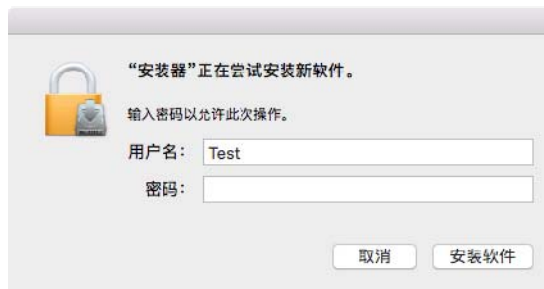 “安装器”正在尝试安装新软件。
输入密码以允许此次操作。
用户名： Test
密码：
取消 安装软件